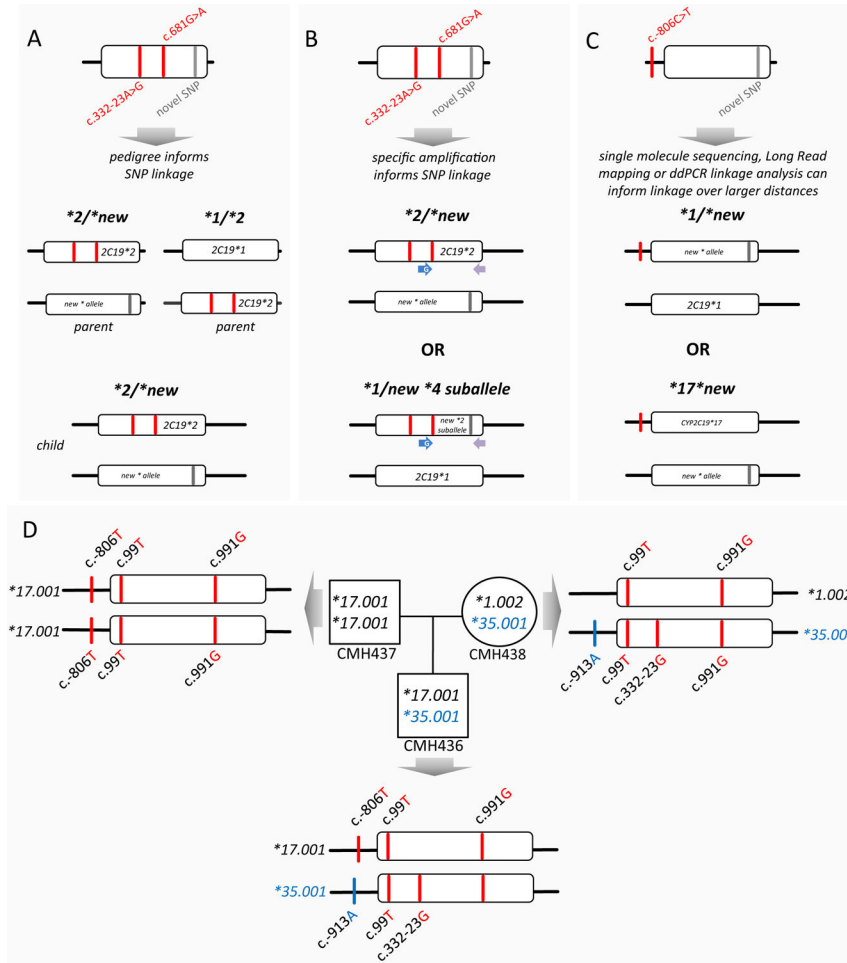 A
c.681G>A
c.332-23A>G
novel SNP
pedigree informs
SNP linkage
*2/*new
*1/*2
2C19*2
2C19*1
new * allele
2C19*2
parent
parent
*2/*new
child
2C19*2
new * allele
B
c.681G>A
c.332-23A>G
novel SNP
specific amplification
informs SNP linkage
*2/*new
2C19*2
G
new * allele
OR
*1/new *4 suballele
new *2
suballele
G
2C19*1
C
c.-806C>T
novel SNP
single molecule sequencing, Long Read
mapping or ddPCR linkage analysis can
inform linkage over larger distances
*1/*new
new * allele
2C19*1
OR
*17*new
CYP2C19*17
new * allele
D
c.-806T
c.99T
c.991G
*17.001
*17.001
c.-806T
c.99T
c.991G
*17.001
*17.001
CMH437
*1.002
*35.001
CMH438
*17.001
*35.001
CMH436
c.99T
c.991G
*1.002
*35.00
c.-913A
c.99T
c.332-23G
c.991G
c.-806T
c.99T
c.991G
*17.001
*35.001
c.-913A
c.99T
c.332-23G